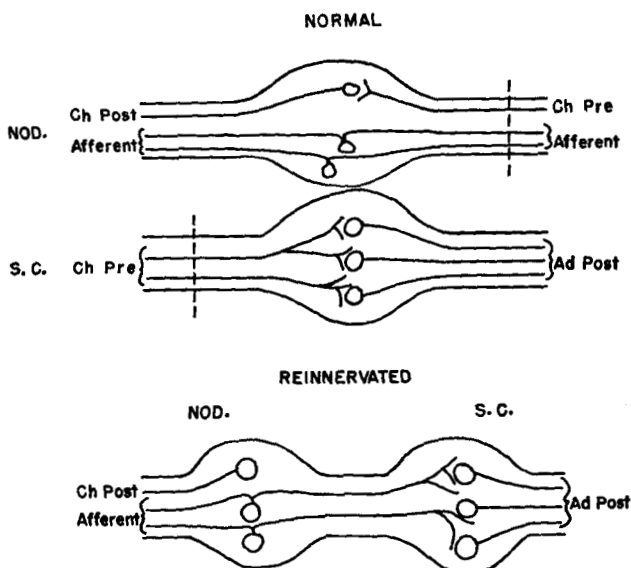 NORMAL
Ch Post
Ch Pre
NOD.
Afferent
Afferent
S.C.
Ch Pre
Ad Post
REINNERVATED
NOD.
S.C.
Ch Post
Afferent
Ad Post